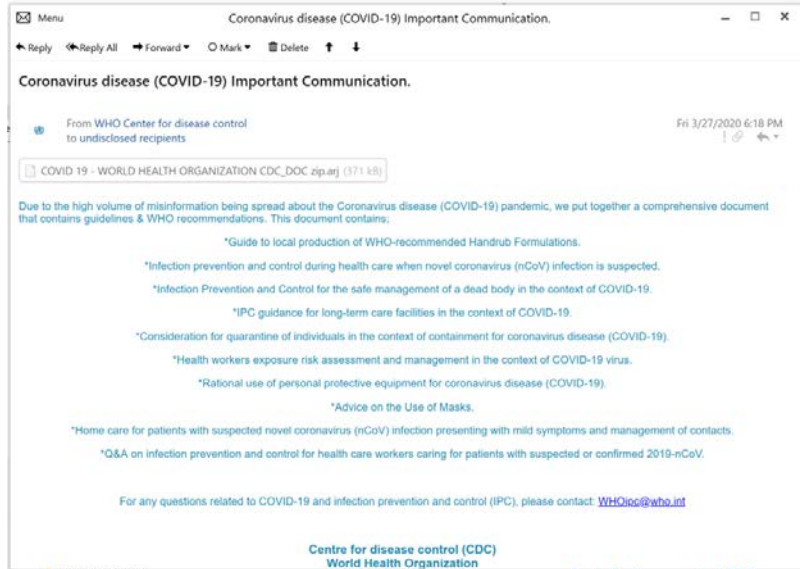 Menu
Coronavirus disease (COVID-19) Important Communication.
Reply Reply All Forward Mark Delete
Coronavirus disease (COVID-19) Important Communication.
From WHO Center for disease control
Fri 3/27/2020 6:18 PM
to undisclosed recipients
COVID 19 - WORLD HEALTH ORGANIZATION CDC_DOC zip.arj (371 kB)
Due to the high volume of misinformation being spread about the Coronavirus disease (COVID-19) pandemic, we put together a comprehensive document
that contains guidelines & WHO recommendations. This document contains;
*Guide to local production of WHO-recommended Handrub Formulations.
*Infection prevention and control during health care when novel coronavirus (nCoV) infection is suspected.
*Infection Prevention and Control for the safe management of a dead body in the context of COVID-19.
*IPC guidance for long-term care facilities in the context of COVID-19.
*Consideration for quarantine of individuals in the context of containment for coronavirus disease (COVID-19).
*Health workers exposure risk assessment and management in the context of COVID-19 virus.
*Rational use of personal protective equipment for coronavirus disease (COVID-19).
*Advice on the Use of Masks.
*Home care for patients with suspected novel coronavirus (nCoV) infection presenting with mild symptoms and management of contacts.
*Q&A on infection prevention and control for health care workers caring for patients with suspected or confirmed 2019-nCoV.
For any questions related to COVID-19 and infection prevention and control (IPC), please contact: WHOipc@who.int
Centre for disease control (CDC)
World Health Organization